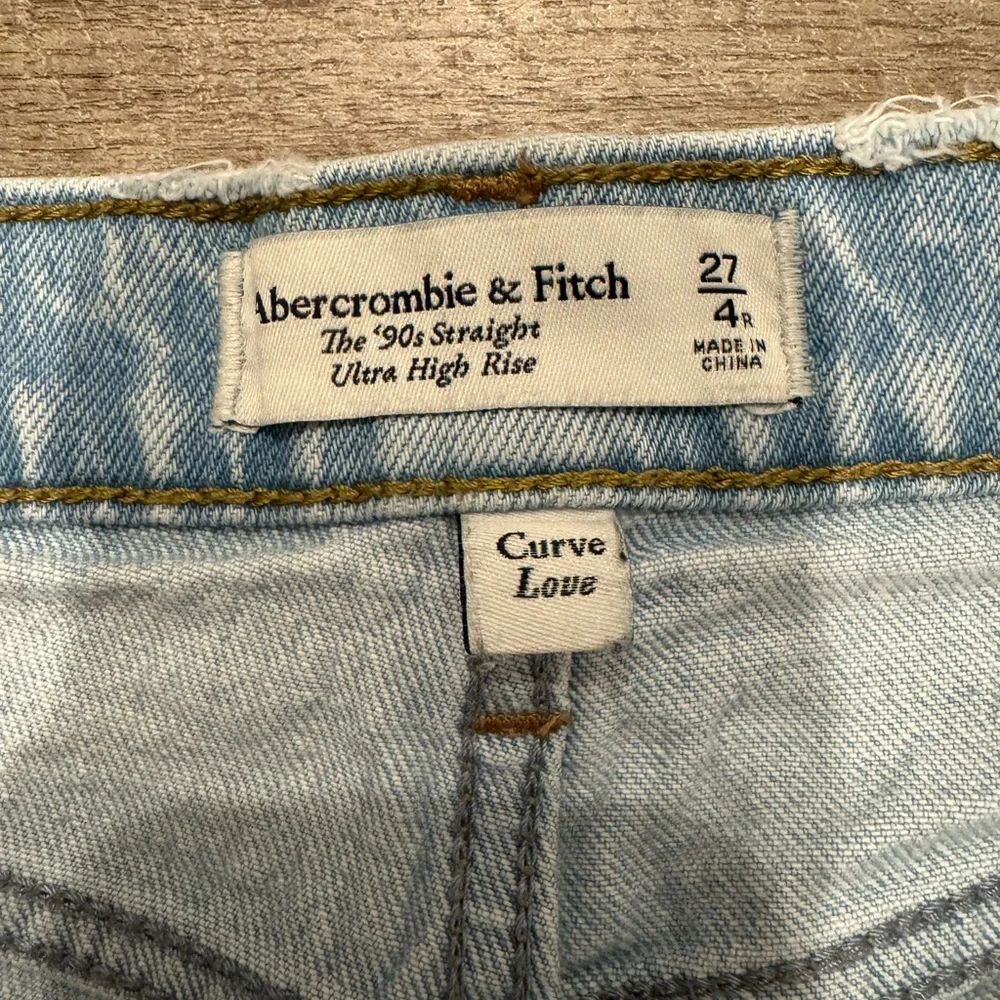 Abercrombie & Fitch
The ‘90s Straight
Ultra High Rise
27
4R
MADE IN
CHINA
Curve
Love